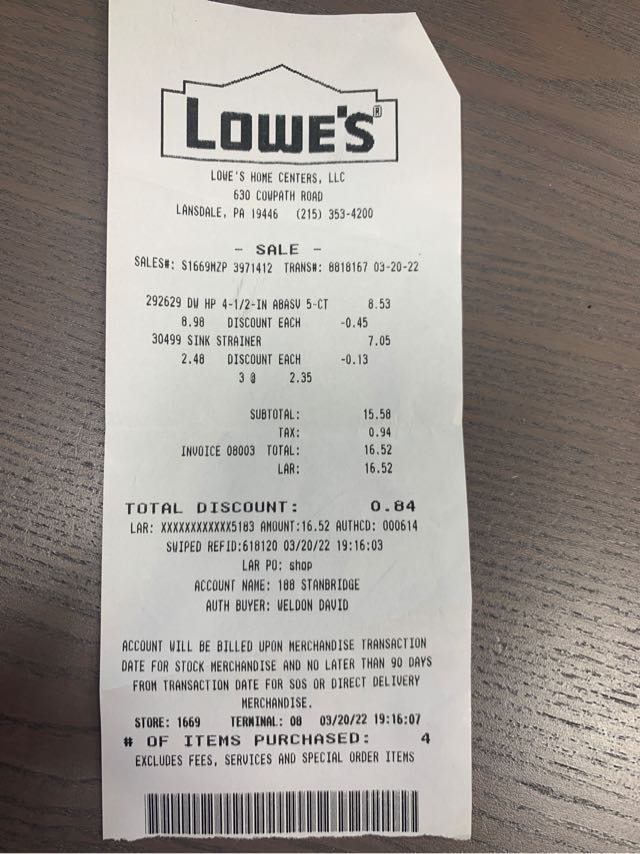 LOWE'S®
LOWE'S HOME CENTERS, LLC
630 COWPATH ROAD
LANSDALE, PA 19446 (215) 353-4200
- SALE -
SALES#: S1669MZP 3971412 TRANS#: 8818167 03-20-22
292629 DW HP 4-1/2-IN ABASV 5-CT 8.53
8.98 DISCOUNT EACH -0.45
30499 SINK STRAINER 7.05
2.48 DISCOUNT EACH -0.13
3 @ 2.35
SUBTOTAL: 15.58
TAX: 0.94
INVOICE 08003 TOTAL: 16.52
LAR: 16.52
TOTAL DISCOUNT: 0.84
LAR: XXXXXXXXXXXX5183 AMOUNT:16.52 AUTHCD: 000614
SWIPED REFID:618120 03/20/22 19:16:03
LAR PO: shop
ACCOUNT NAME: 188 STANBRIDGE
AUTH BUYER: WELDON DAVID
ACCOUNT WILL BE BILLED UPON MERCHANDISE TRANSACTION
DATE FOR STOCK MERCHANDISE AND NO LATER THAN 90 DAYS
FROM TRANSACTION DATE FOR SOS OR DIRECT DELIVERY
MERCHANDISE.
STORE: 1669 TERMINAL: 08 03/20/22 19:16:07
# OF ITEMS PURCHASED: 4
EXCLUDES FEES, SERVICES AND SPECIAL ORDER ITEMS